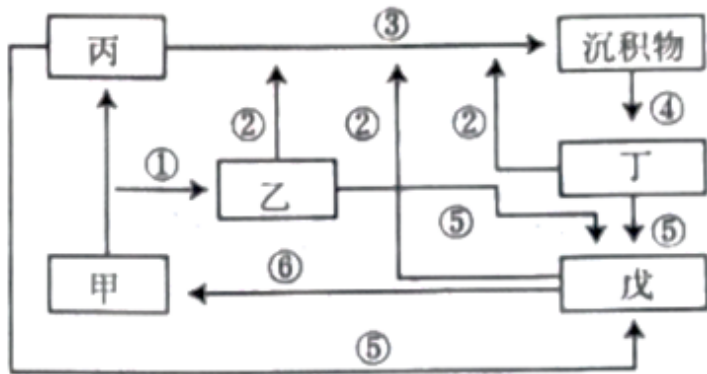 ③
丙 沉积物
② ② ② ④
① 丁
乙
⑤ ⑤
甲 ⑥ 戊
⑤